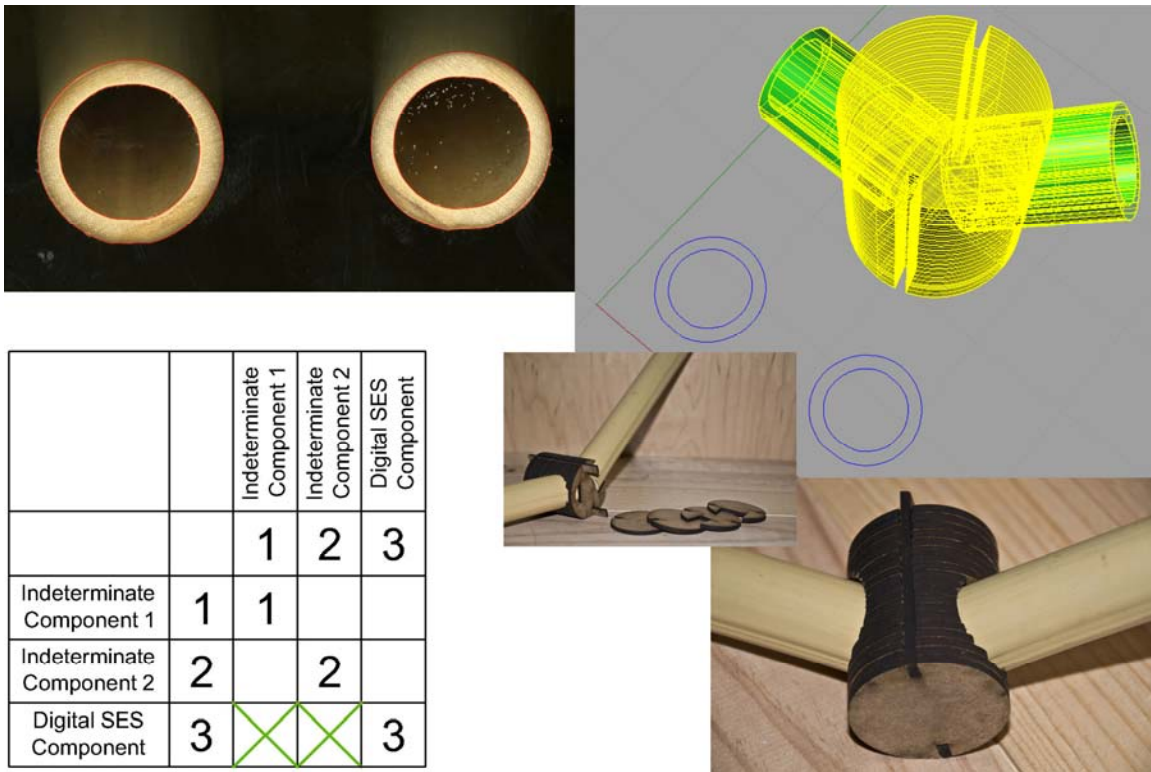 Indeterminate
Component 1
Indeterminate
Component 2
Digital SES
Component
1 2 3
Indeterminate
Component 1
1 1
Indeterminate
Component 2
2 2
Digital SES
Component
3 3